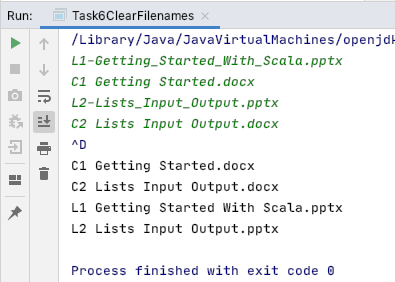 Run: Task6ClearFilenames
/Library/Java/JavaVirtualMachines/openjdk
L1-Getting_Started_With_Scala.pptx
C1 Getting Started.docx
L2-Lists_Input_Output.pptx
C2 Lists Input Output.docx
^D
C1 Getting Started.docx
C2 Lists Input Output.docx
L1 Getting Started With Scala.pptx
L2 Lists Input Output.pptx
Process finished with exit code 0